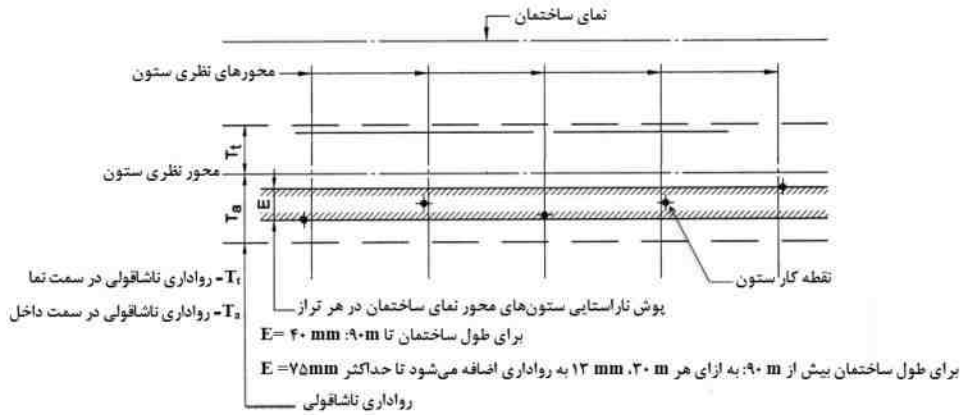 نمای ساختمان
محورهای نظری ستون
Tt
محور نظری ستون
E
Ta
نقطه کار ستون
Tt- رواداری ناشاقولی در سمت نما
Ta- رواداری ناشاقولی در سمت داخل
پوش ناراستایی ستون‌های محور نمای ساختمان در هر تراز
برای طول ساختمان تا ۹۰m: E= ۴۰ mm
برای طول ساختمان بیش از ۹۰ m: به ازای هر ۳۰ m، ۱۳ mm به رواداری اضافه می‌شود تا حداکثر E =۷۵mm
رواداری ناشاقولی